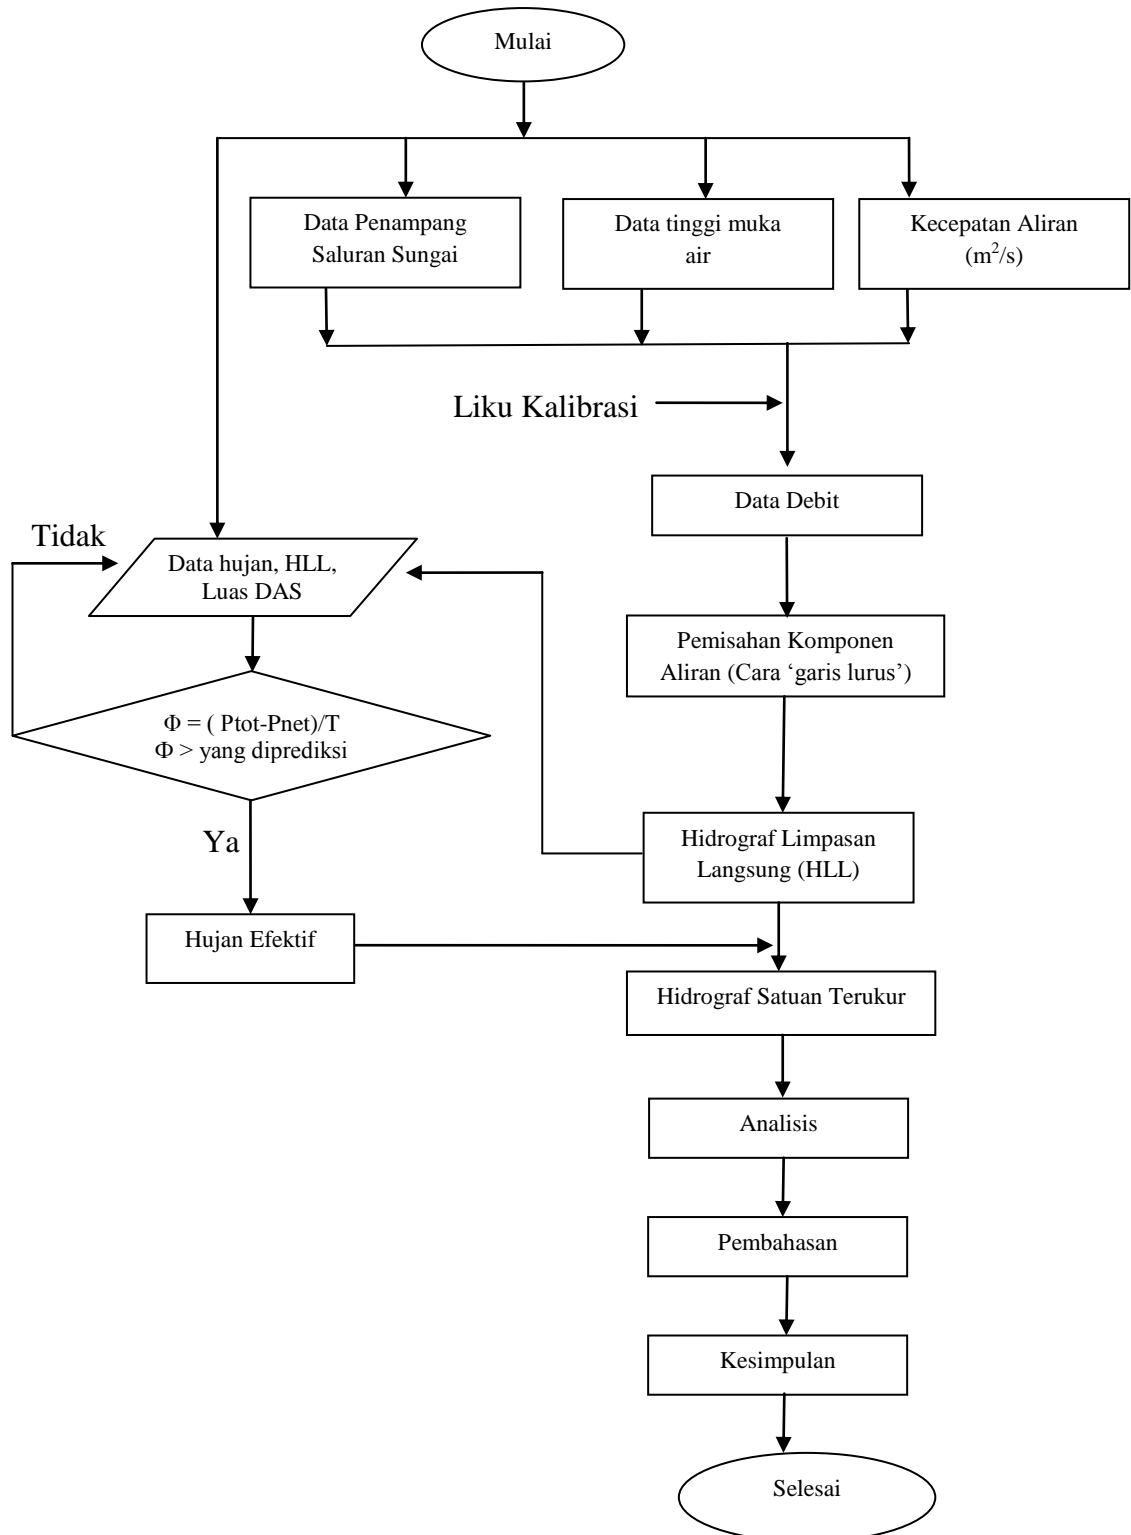 Mulai
Data Penampang
Saluran Sungai
Data tinggi muka
air
Kecepatan Aliran
(m²/s)
Liku Kalibrasi
Data Debit
Tidak
Data hujan, HLL,
Luas DAS
Pemisahan Komponen
Aliran (Cara ‘garis lurus’)
Φ = ( Ptot-Pnet)/T
Φ > yang diprediksi
Ya
Hidrograf Limpasan
Langsung (HLL)
Hujan Efektif
Hidrograf Satuan Terukur
Analisis
Pembahasan
Kesimpulan
Selesai